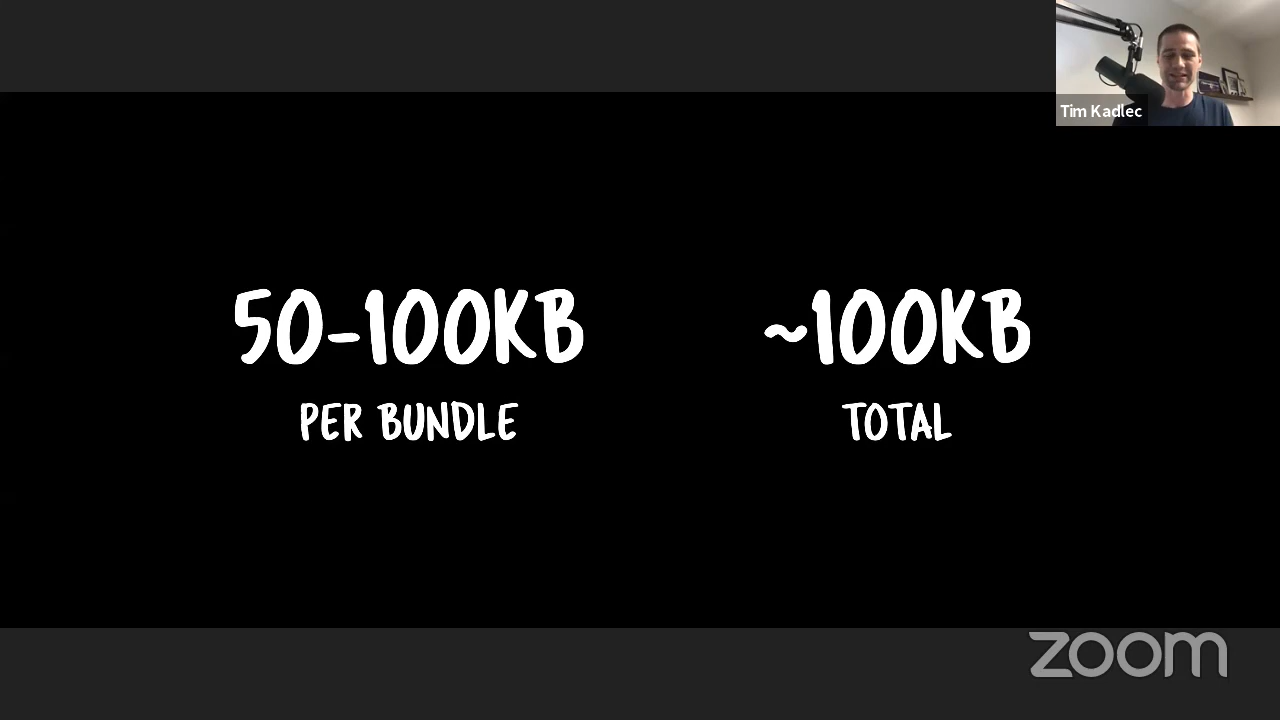 Tim Kadlec
50-100KB
PER BUNDLE
~100KB
TOTAL
zoom